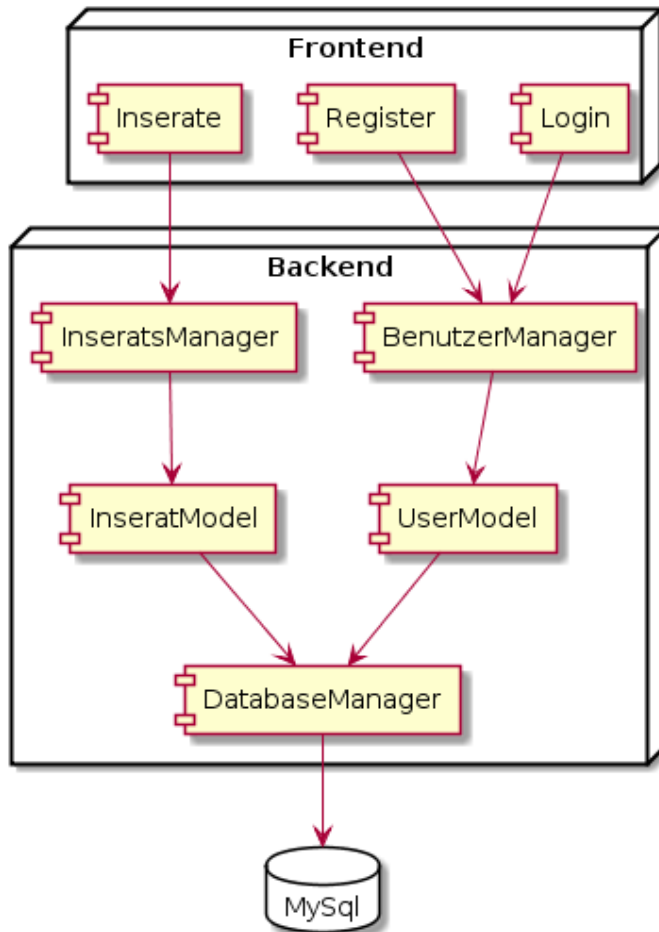 Frontend
Inserate
Register
Login
Backend
InseratsManager
BenutzerManager
InseratModel
UserModel
DatabaseManager
MySql